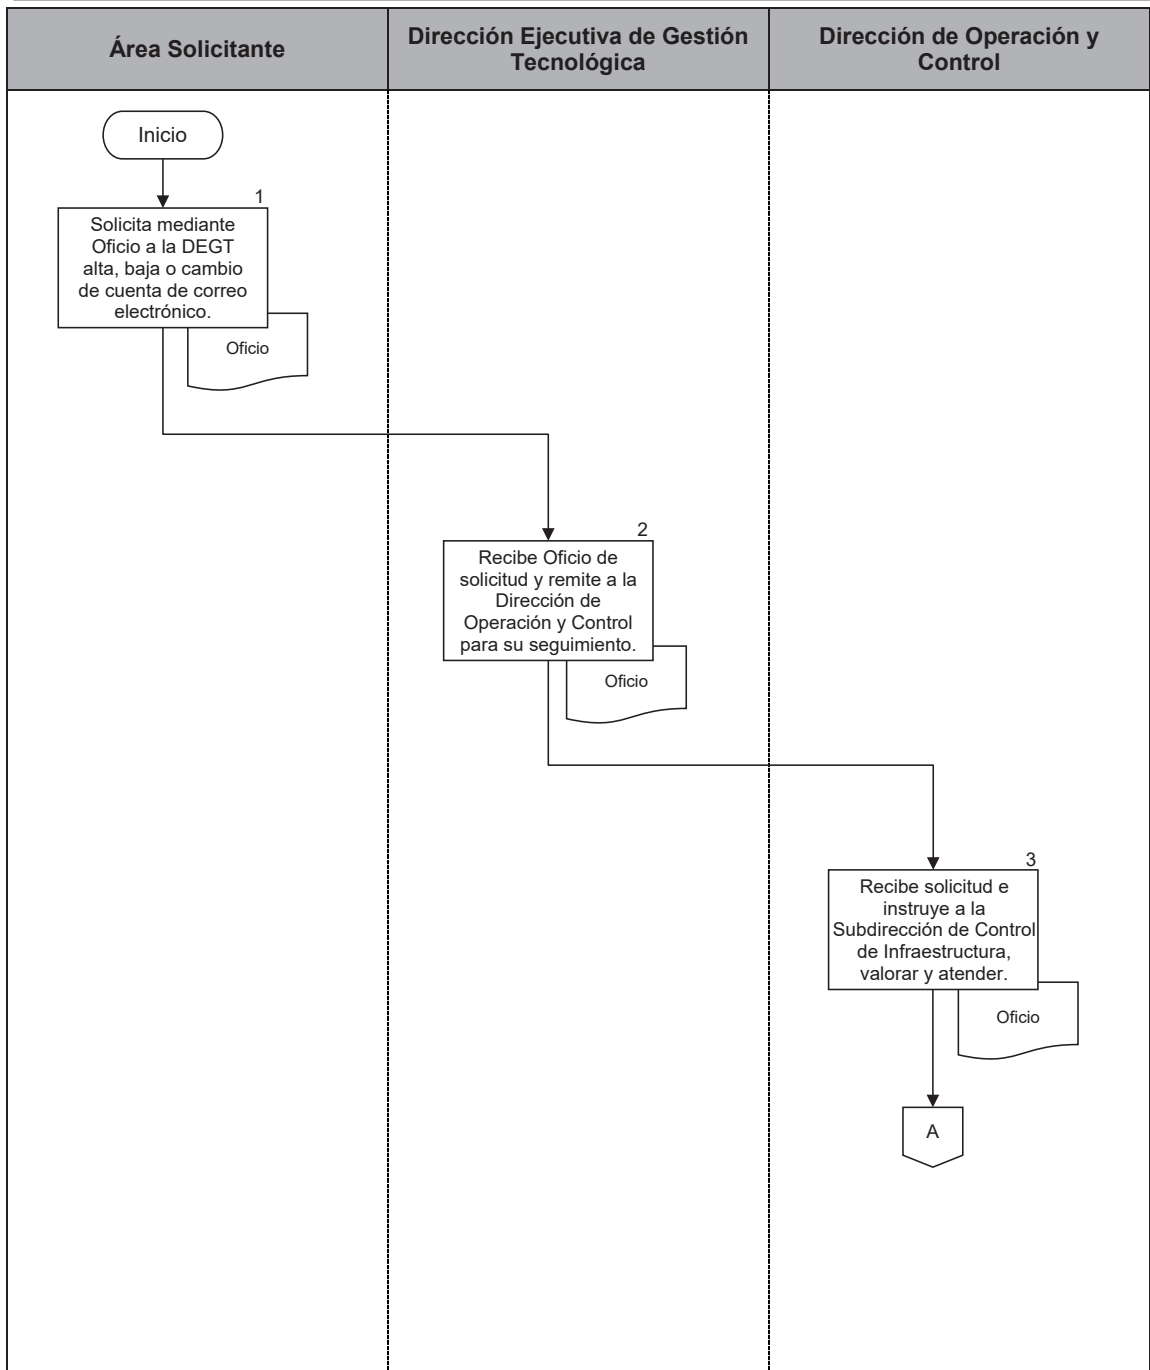 Área Solicitante
Dirección Ejecutiva de Gestión
Tecnológica
Dirección de Operación y
Control
Inicio
1
Solicita mediante
Oficio a la DEGT
alta, baja o cambio
de cuenta de correo
electrónico.
Oficio
2
Recibe Oficio de
solicitud y remite a la
Dirección de
Operación y Control
para su seguimiento.
Oficio
3
Recibe solicitud e
instruye a la
Subdirección de Control
de Infraestructura,
valorar y atender.
Oficio
A